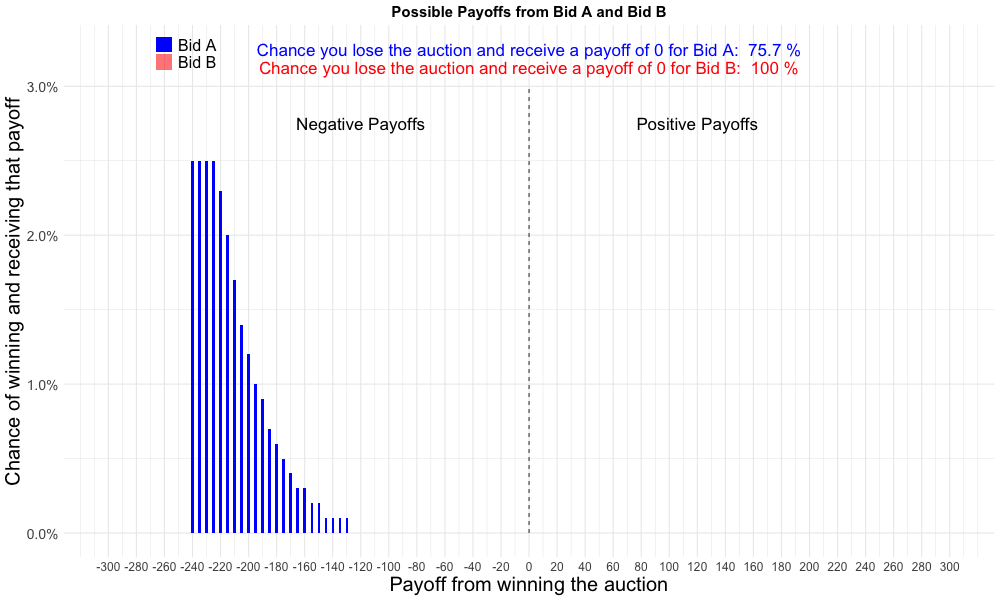 Possible Payoffs from Bid A and Bid B
Bid A
Bid B
Chance you lose the auction and receive a payoff of 0 for Bid A: 75.7 %
Chance you lose the auction and receive a payoff of 0 for Bid B: 100 %
Negative Payoffs
Positive Payoffs
Chance of winning and receiving that payoff
3.0%
2.0%
1.0%
0.0%
-300 -280 -260 -240 -220 -200 -180 -160 -140 -120 -100 -80 -60 -40 -20 0 20 40 60 80 100 120 140 160 180 200 220 240 260 280 300
Payoff from winning the auction